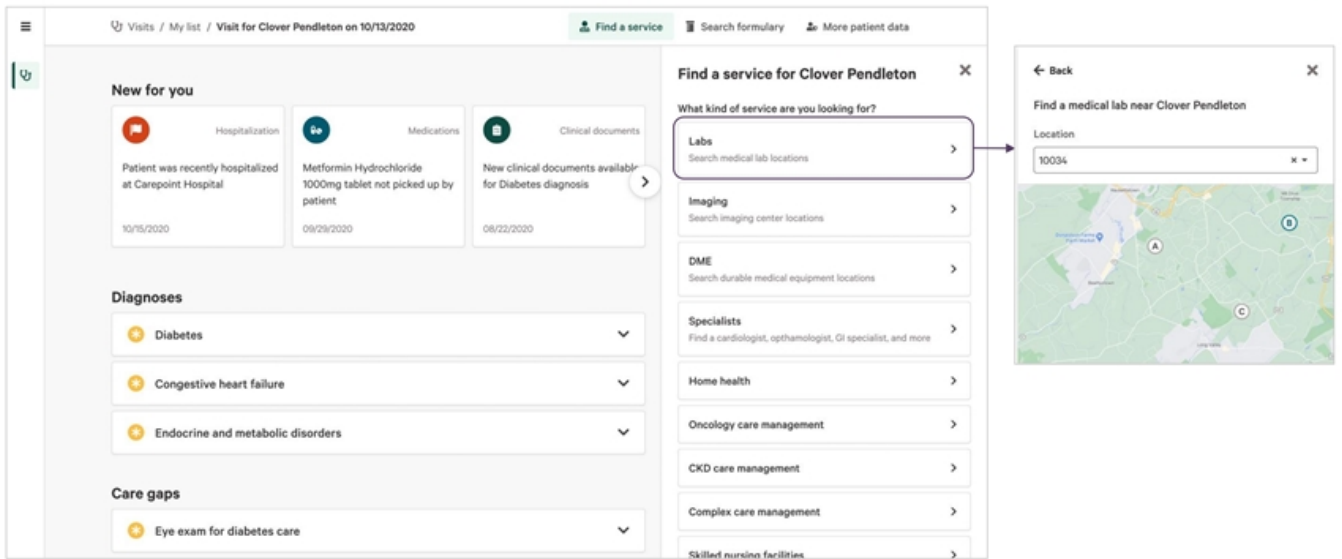 Visits / My list / Visit for Clover Pendleton on 10/13/2020
Find a service
Search formulary
More patient data
New for you
Hospitalization
Patient was recently hospitalized
at Carepoint Hospital
10/15/2020
Medications
Metformin Hydrochloride
1000mg tablet not picked up by
patient
09/29/2020
Clinical documents
New clinical documents available
for Diabetes diagnosis
08/22/2020
Diagnoses
Diabetes
Congestive heart failure
Endocrine and metabolic disorders
Care gaps
Eye exam for diabetes care
Find a service for Clover Pendleton
What kind of service are you looking for?
Labs
Search medical lab locations
Imaging
Search imaging center locations
DME
Search durable medical equipment locations
Specialists
Find a cardiologist, opthamologist, GI specialist, and more
Home health
Oncology care management
CKD care management
Complex care management
Skilled nursing facilities
Back
Find a medical lab near Clover Pendleton
Location
10034
A
B
C
Long Valley